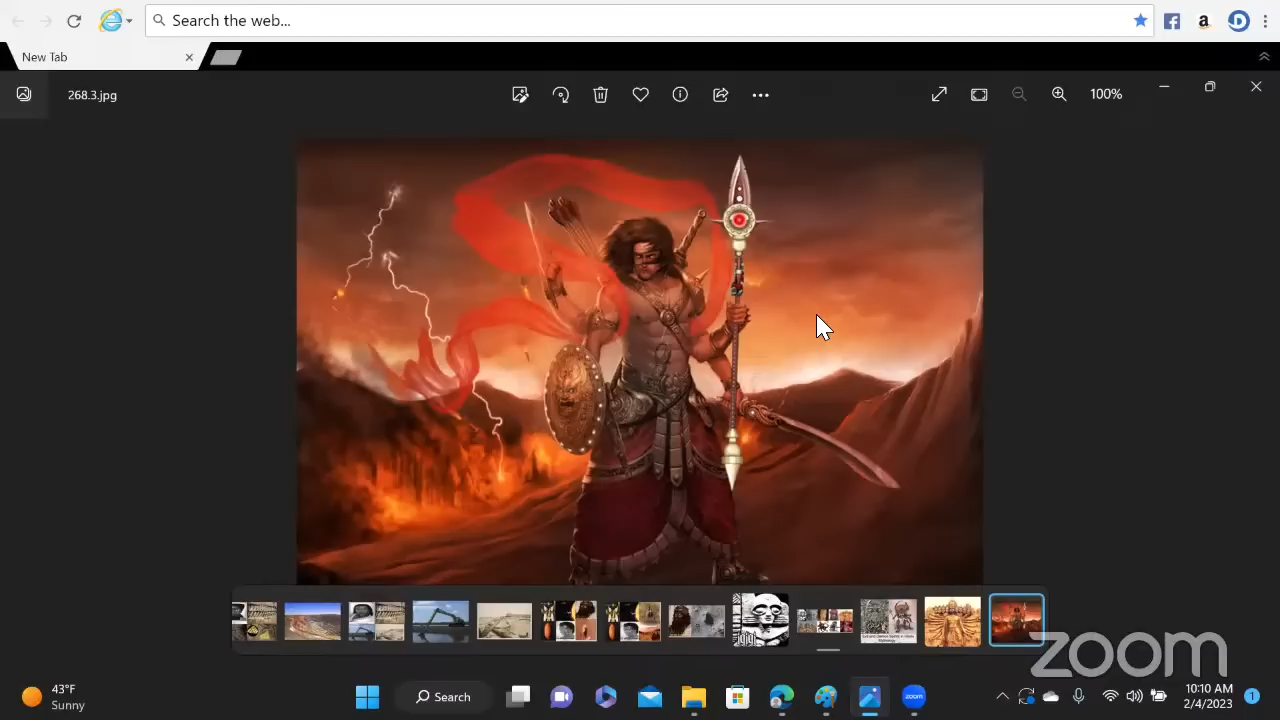 Search the web...
New Tab
268.3.jpg
100%
zoom
43°F
Sunny
Search
zoom
10:10 AM
2/4/2023
1